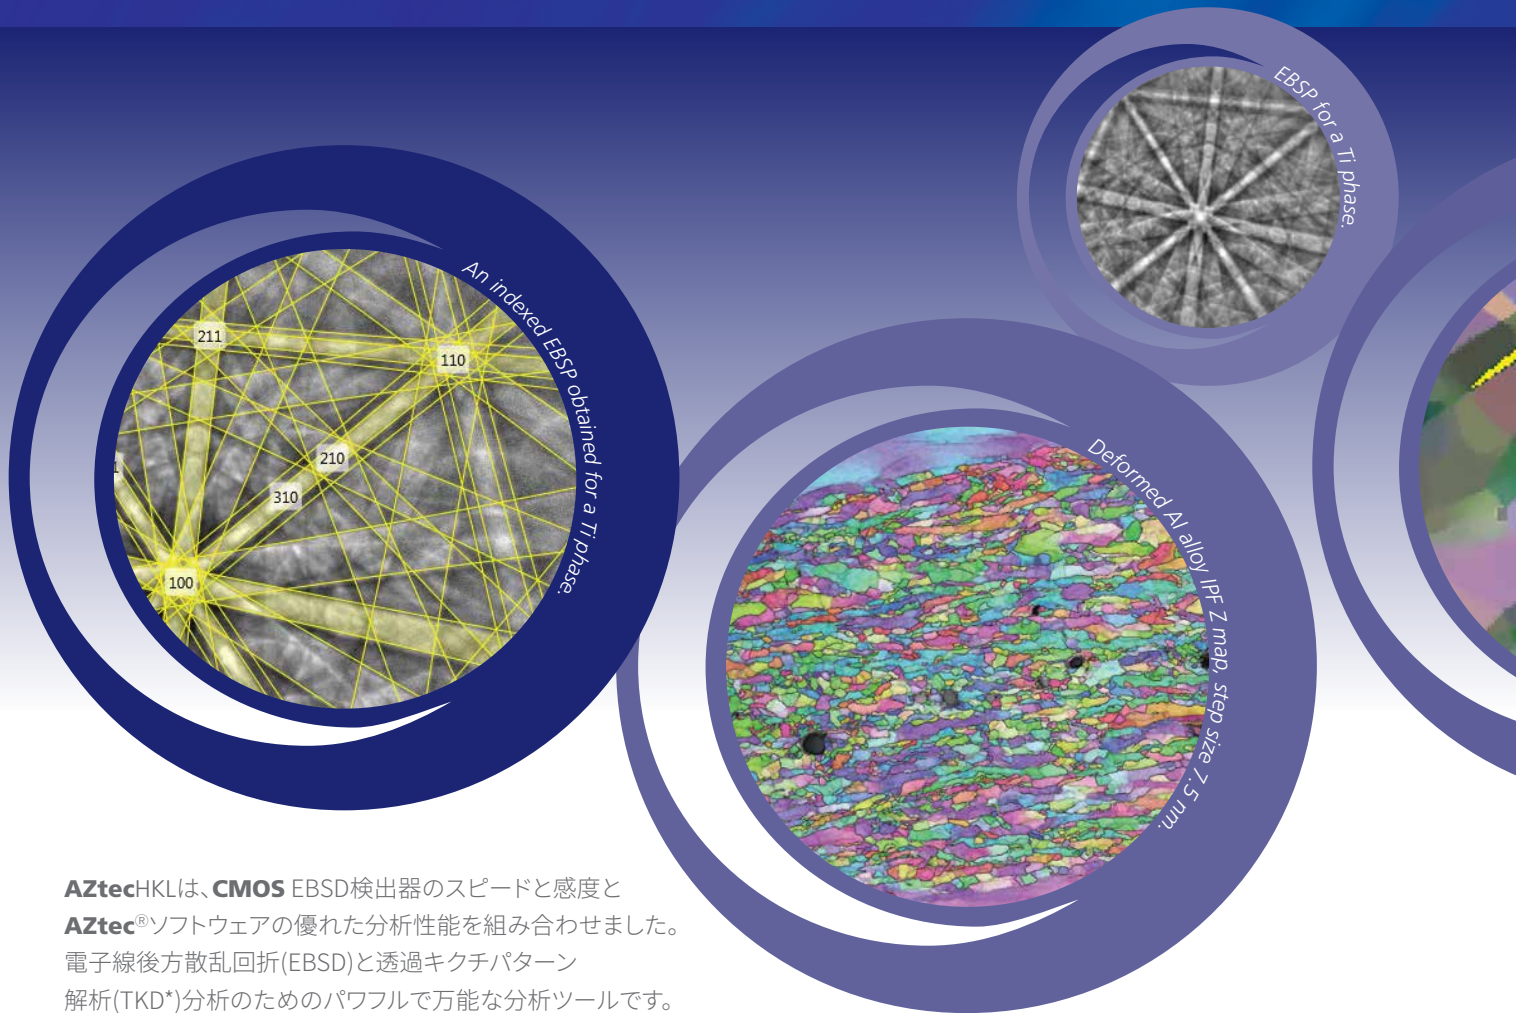 EBSP for a Ti phase.
An indexed EBSP obtained for a Ti phase.
211
110
210
310
100
Deformed Al alloy IPF Z map, step size 7.5 nm.
AZtecHKLは、CMOS EBSD検出器のスピードと感度と
AZtec®ソフトウェアの優れた分析性能を組み合わせました。
電子線後方散乱回折(EBSD)と透過キクチパターン
解析(TKD*)分析のためのパワフルで万能な分析ツールです。